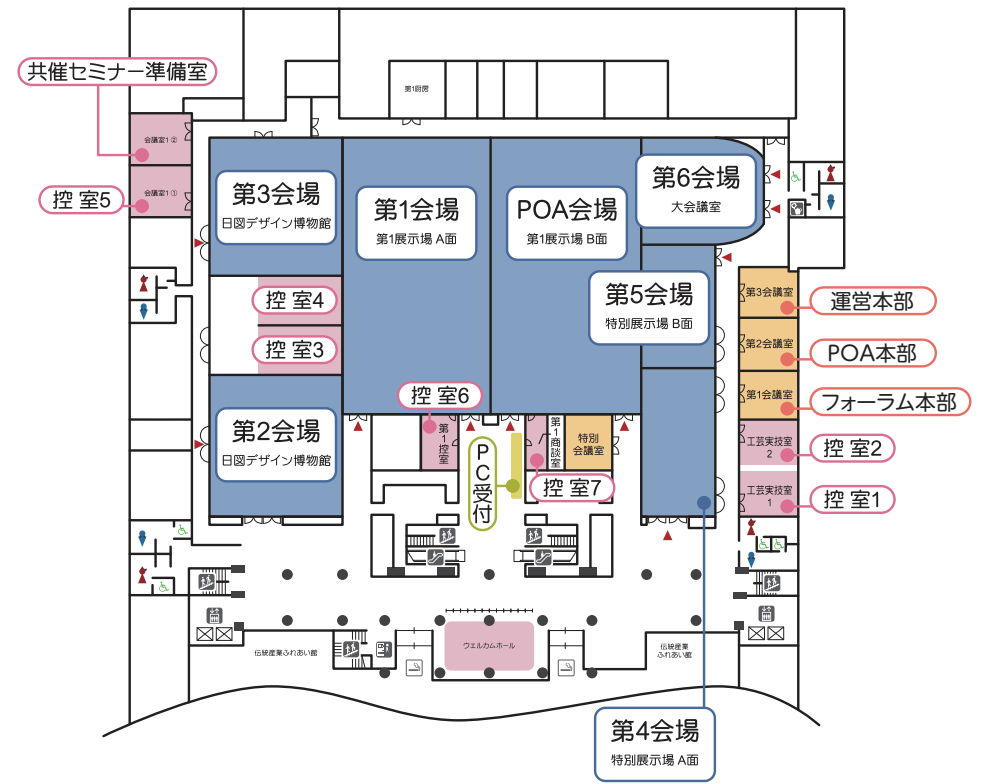 共催セミナー準備室
第1厨房
会議室1 ②
会議室1 ①
控 室5
第3会場
日図デザイン博物館
第1会場
第1展示場 A面
POA会場
第1展示場 B面
第6会場
大会議室
控 室4
控 室3
第5会場
特別展示場 B面
第3会議室
運営本部
第2会議室
POA本部
第1会議室
フォーラム本部
控 室6
第2会場
日図デザイン博物館
第1控室
PC受付
第1商談室
特別
会議室
控 室7
工芸実技室
2
控 室2
工芸実技室
1
控 室1
伝統産業ふれあい館
ウェルカムホール
伝統産業
ふれあい館
第4会場
特別展示場 A面